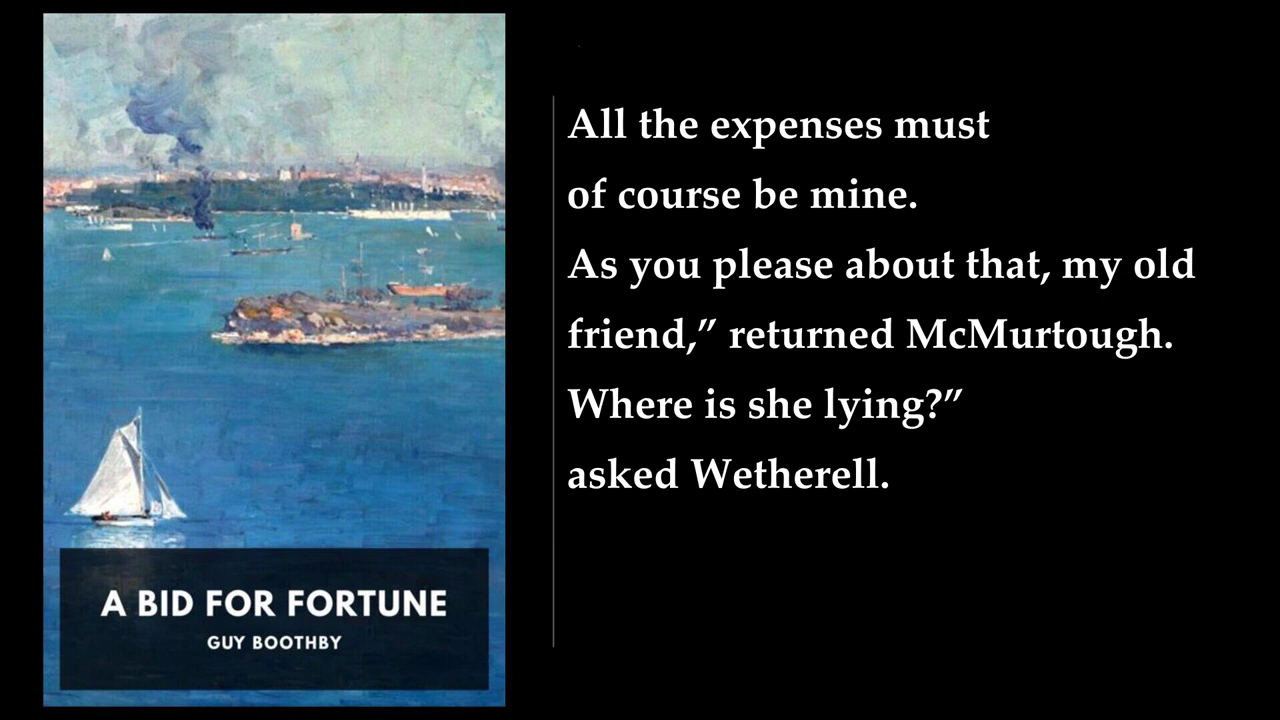 All the expenses must
of course be mine.
As you please about that, my old
friend,” returned McMurtough.
Where is she lying?”
asked Wetherell.
A BID FOR FORTUNE
GUY BOOTHBY